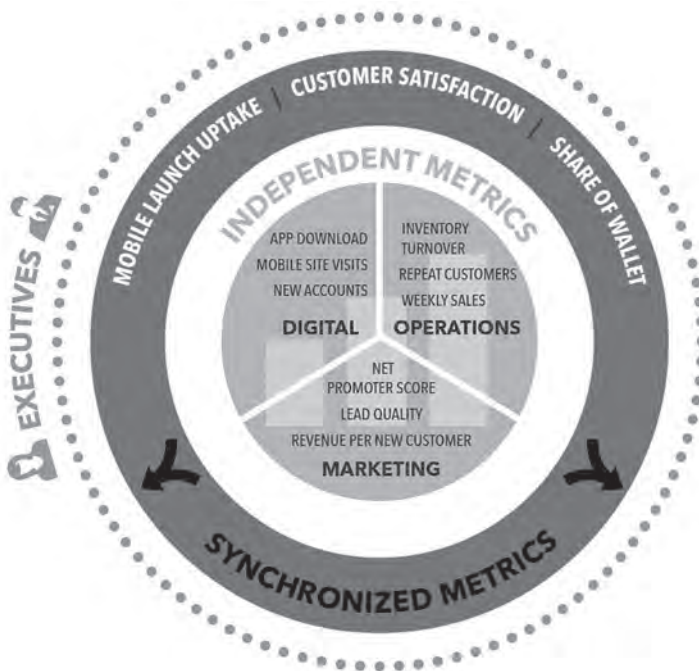 MOBILE LAUNCH UPTAKE | CUSTOMER SATISFACTION | SHARE OF WALLET
EXECUTIVES
INDEPENDENT METRICS
APP DOWNLOAD
MOBILE SITE VISITS
NEW ACCOUNTS
DIGITAL
INVENTORY
TURNOVER
REPEAT CUSTOMERS
WEEKLY SALES
OPERATIONS
NET
PROMOTER SCORE
LEAD QUALITY
REVENUE PER NEW CUSTOMER
MARKETING
SYNCHRONIZED METRICS